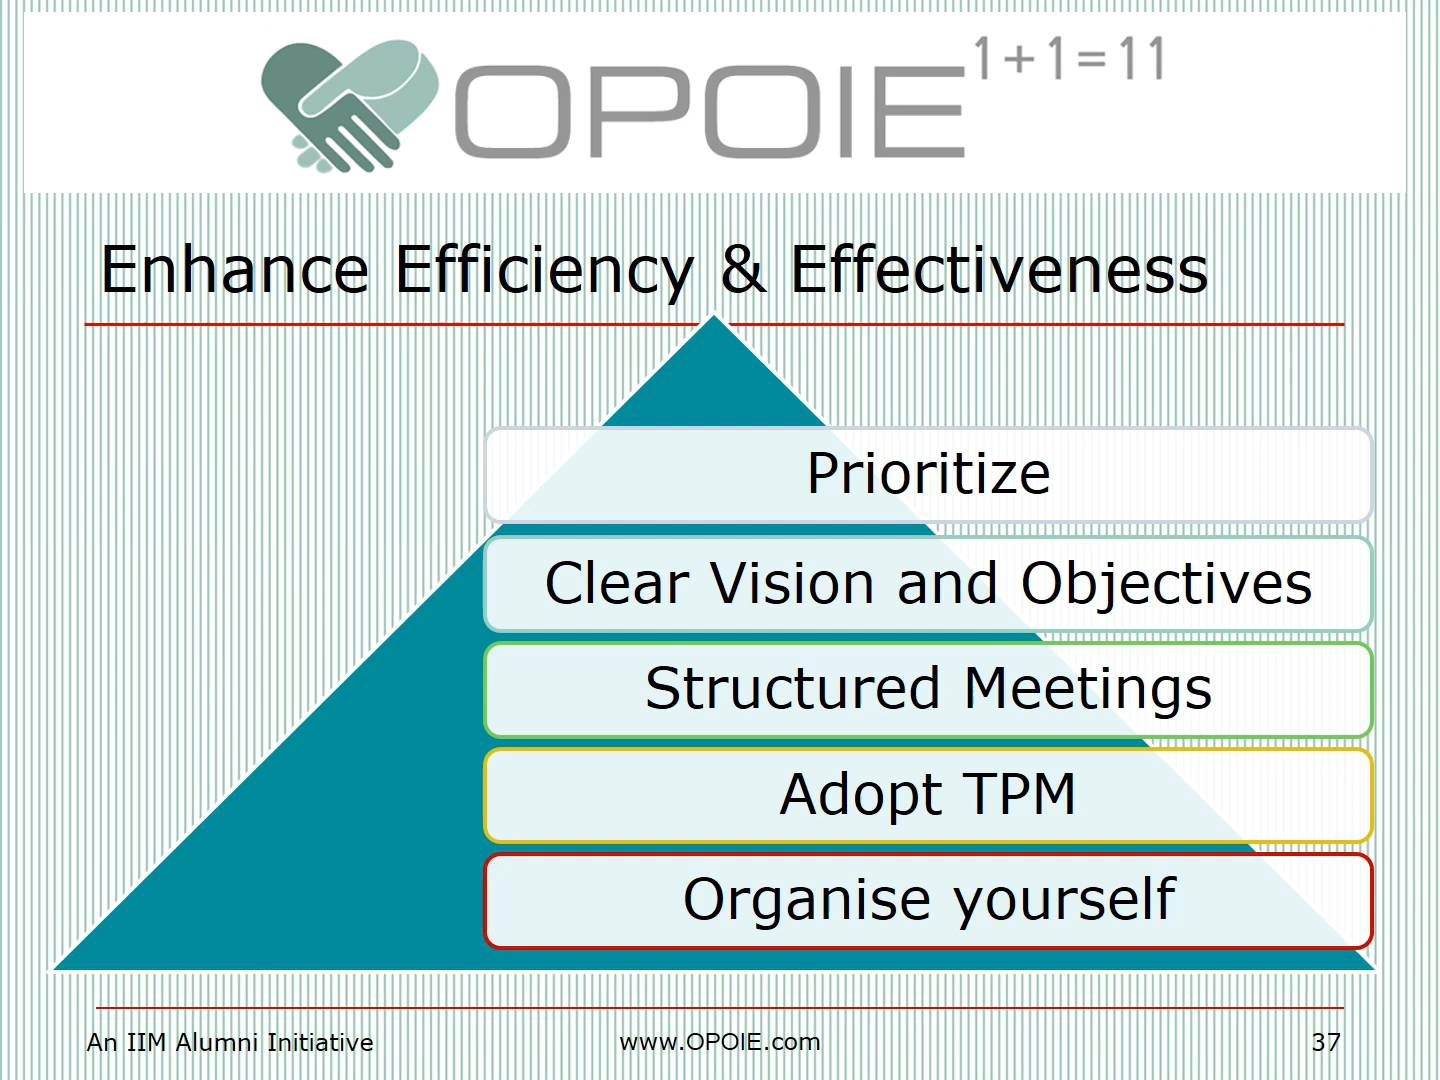 OPOIE 1+1=11
Enhance Efficiency & Effectiveness
Prioritize
Clear Vision and Objectives
Structured Meetings
Adopt TPM
Organise yourself
An IIM Alumni Initiative
www.OPOIE.com
37